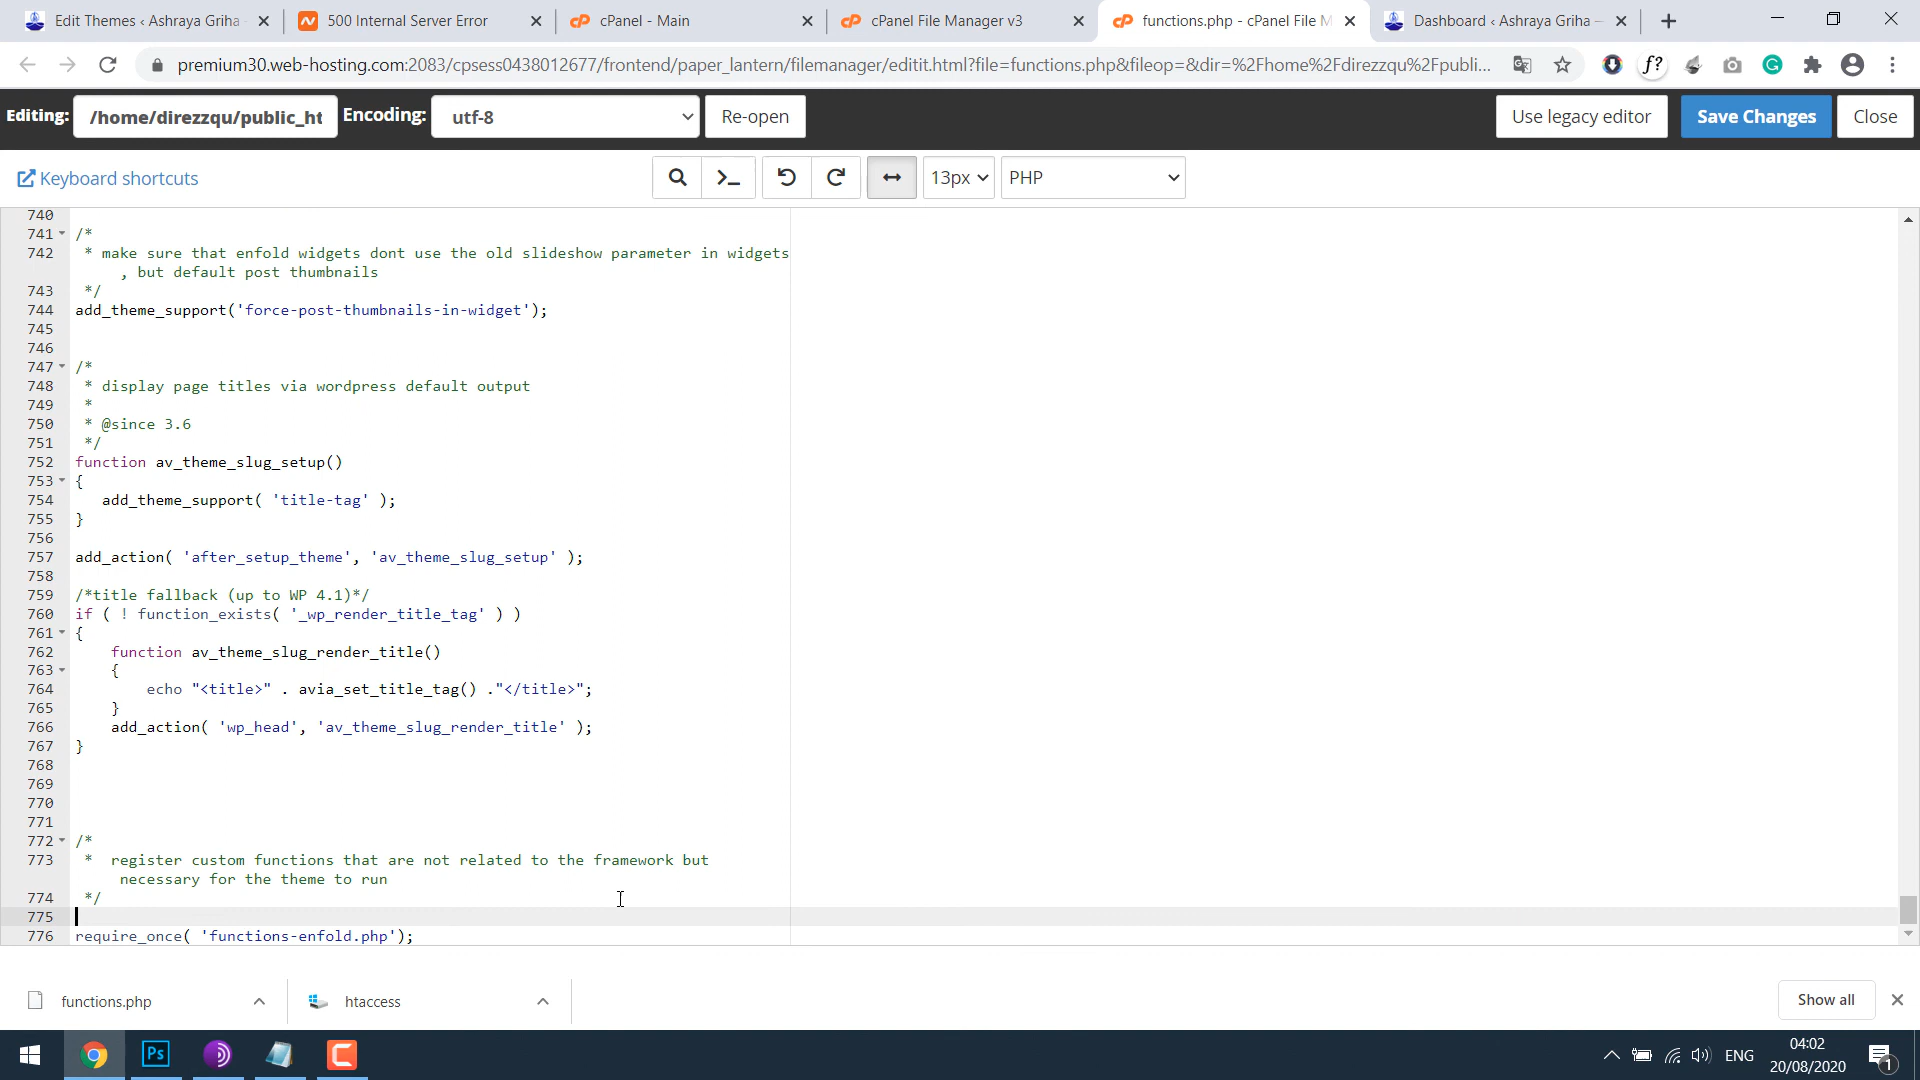 Edit Themes ‹ Ashraya Griha
500 Internal Server Error
cPanel - Main
cPanel File Manager v3
functions.php - cPanel File M
Dashboard ‹ Ashraya Griha —
premium30.web-hosting.com:2083/cpsess0438012677/frontend/paper_lantern/filemanager/editit.html?file=functions.php&fileop=&dir=%2Fhome%2Fdirezzqu%2Fpubli...
Editing: /home/direzzqu/public_ht Encoding: utf-8 Re-open Use legacy editor Save Changes Close
Keyboard shortcuts 13px PHP
740
741 /*
742  * make sure that enfold widgets dont use the old slideshow parameter in widgets
, but default post thumbnails
743  */
744 add_theme_support('force-post-thumbnails-in-widget');
745
746
747 /*
748  * display page titles via wordpress default output
749  *
750  * @since 3.6
751  */
752 function av_theme_slug_setup()
753 {
754    add_theme_support( 'title-tag' );
755 }
756
757 add_action( 'after_setup_theme', 'av_theme_slug_setup' );
758
759 /*title fallback (up to WP 4.1)*/
760 if ( ! function_exists( '_wp_render_title_tag' ) )
761 {
762     function av_theme_slug_render_title()
763     {
764         echo "<title>" . avia_set_title_tag() ."</title>";
765     }
766     add_action( 'wp_head', 'av_theme_slug_render_title' );
767 }
768
769
770
771
772 /*
773  *  register custom functions that are not related to the framework but
necessary for the theme to run
774  */
775
776 require_once( 'functions-enfold.php');
functions.php
htaccess
Show all
Ps
ENG
04:02
20/08/2020
1